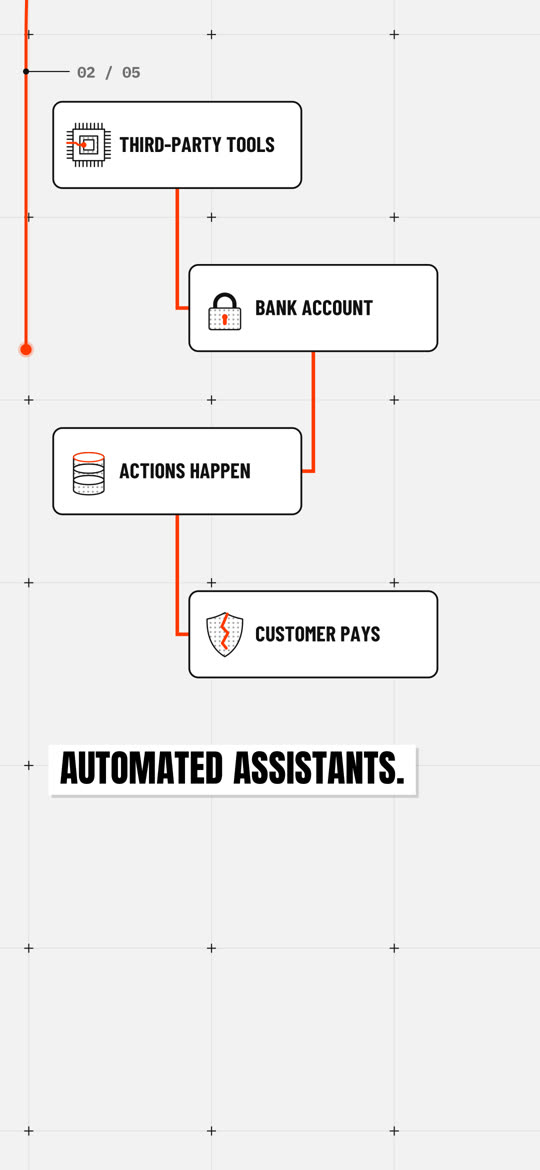 02 / 05
THIRD-PARTY TOOLS
BANK ACCOUNT
ACTIONS HAPPEN
CUSTOMER PAYS
AUTOMATED ASSISTANTS.